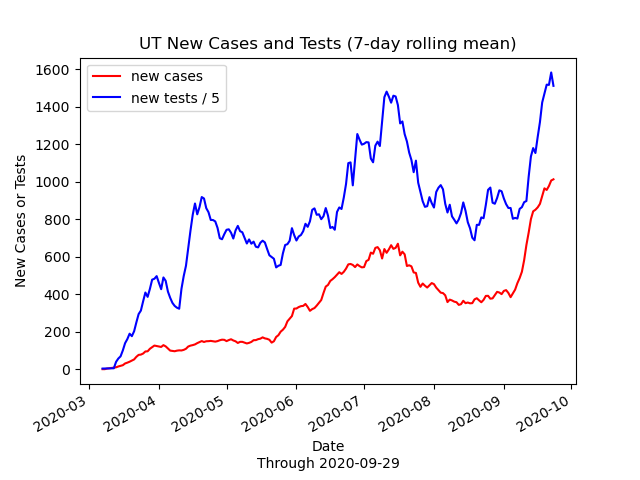 UT New Cases and Tests (7-day rolling mean)
new cases
new tests / 5
New Cases or Tests
1600
1400
1200
1000
800
600
400
200
0
2020-03
2020-04
2020-05
2020-06
2020-07
2020-08
2020-09
2020-10
Date
Through 2020-09-29